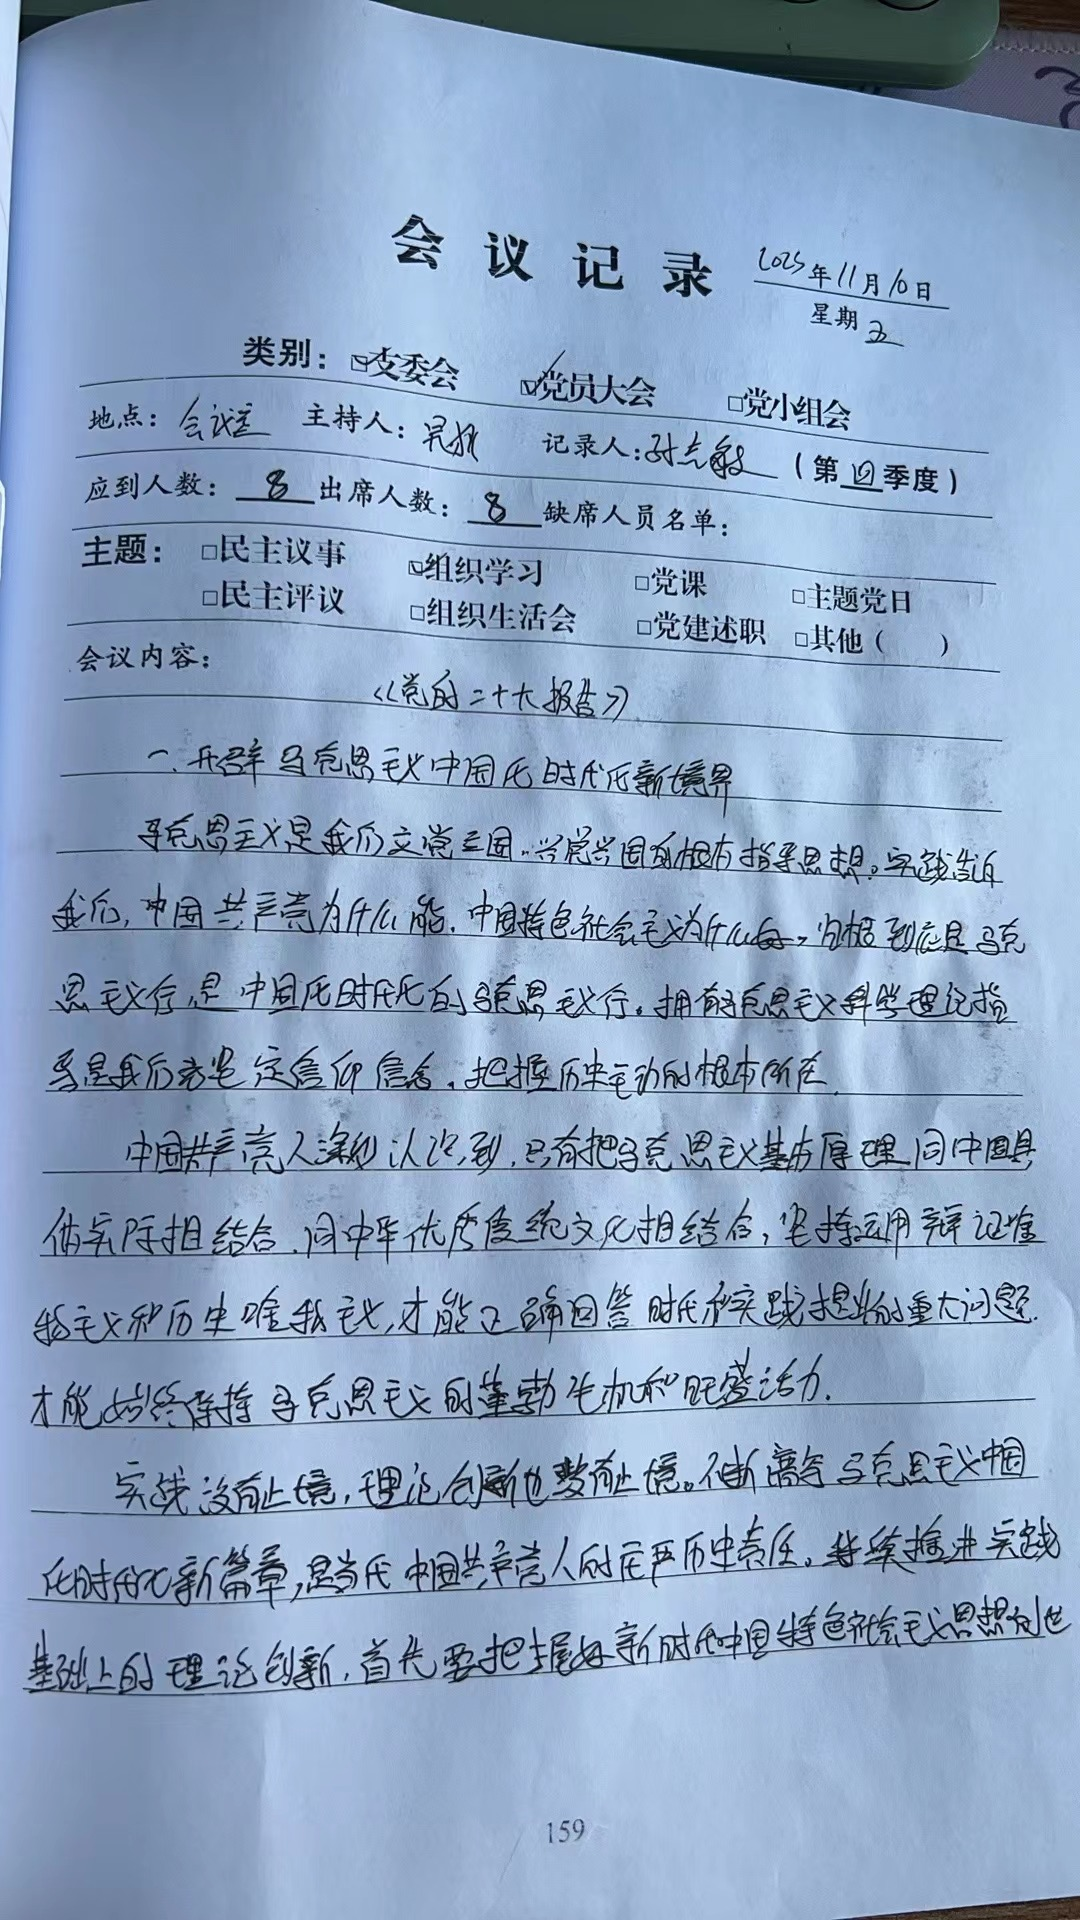 会议记录
2023年11月10日
星期五
类别: ☑支委会 ☑党员大会 □党小组会
地点: 会议室 主持人: 吴 记录人: 孙志敏 (第四季度)
应到人数: 8 出席人数: 8 缺席人员名单:
主题: □民主议事 ☑组织学习 □党课 □主题党日
□民主评议 □组织生活会 □党建述职 □其他( )
会议内容:
《党的二十大报告》
一、开辟马克思主义中国化时代化新境界
马克思主义是我们立党立国、兴党兴国的根本指导思想。实践告诉
我们,中国共产党为什么能,中国特色社会主义为什么好,归根到底是马克
思主义行,是中国化时代化的马克思主义行。拥有马克思主义科学理论指
导是我们党坚定信仰信念、把握历史主动的根本所在.
中国共产党人深刻认识到,只有把马克思主义基本原理同中国具
体实际相结合、同中华优秀传统文化相结合,坚持运用辩证唯
物主义和历史唯物主义,才能正确回答时代和实践提出的重大问题.
才能始终保持马克思主义的蓬勃生机和旺盛活力.
实践没有止境,理论创新也没有止境。不断谱写马克思主义中国
化时代化新篇章,是当代中国共产党人的庄严历史责任。继续推进实践
基础上的理论创新,首先要把握好新时代中国特色社会主义思想的世
159